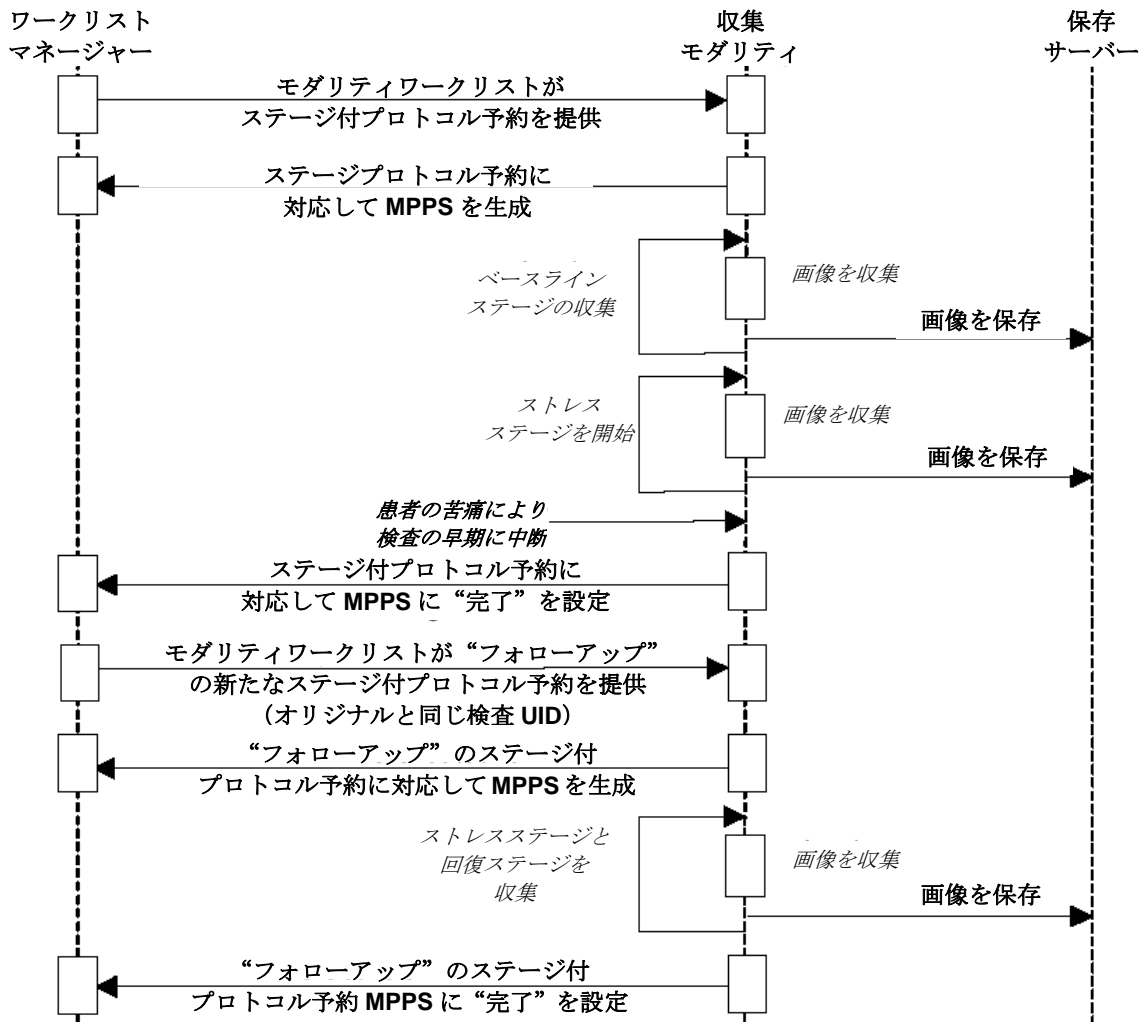 ワークリスト
マネージャー
収集
モダリティ
保存
サーバー
モダリティワークリストが
ステージ付プロトコル予約を提供
ステージプロトコル予約に
対応して MPPS を生成
ベースライン
ステージの収集
画像を収集
画像を保存
ストレス
ステージを開始
画像を収集
画像を保存
患者の苦痛により
検査の早期に中断
ステージ付プロトコル予約に
対応して MPPS に“完了”を設定
モダリティワークリストが“フォローアップ”
の新たなステージ付プロトコル予約を提供
（オリジナルと同じ検査 UID）
“フォローアップ”のステージ付
プロトコル予約に対応して MPPS を生成
ストレスステージと
回復ステージを
収集
画像を収集
画像を保存
“フォローアップ”のステージ付
プロトコル予約 MPPS に“完了”を設定